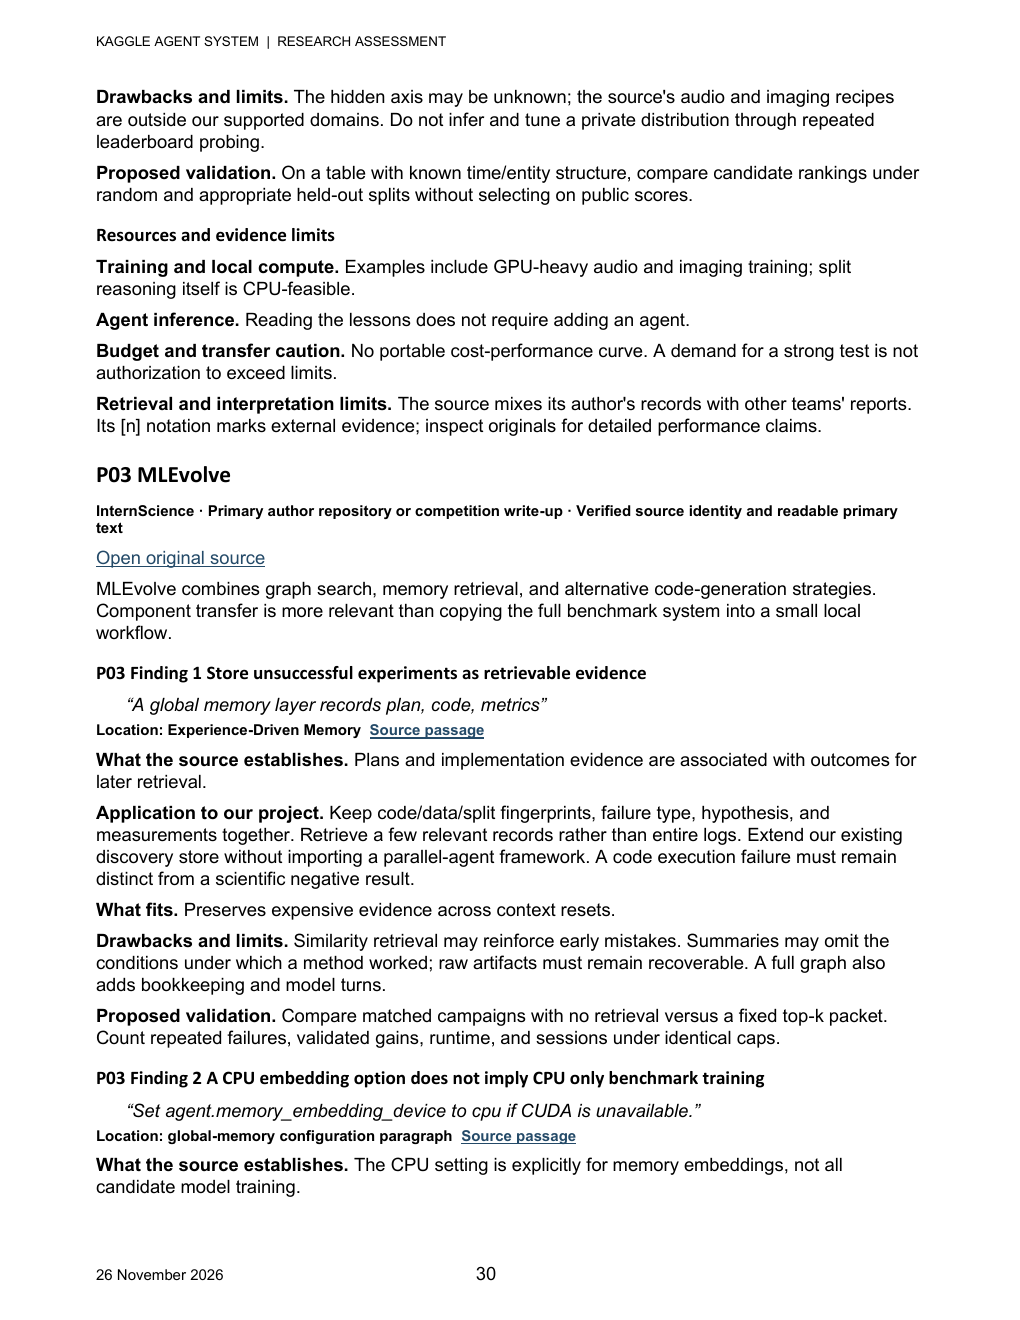 KAGGLE AGENT SYSTEM | RESEARCH ASSESSMENT
Drawbacks and limits. The hidden axis may be unknown; the source's audio and imaging recipes
are outside our supported domains. Do not infer and tune a private distribution through repeated
leaderboard probing.
Proposed validation. On a table with known time/entity structure, compare candidate rankings under
random and appropriate held-out splits without selecting on public scores.
Resources and evidence limits
Training and local compute. Examples include GPU-heavy audio and imaging training; split
reasoning itself is CPU-feasible.
Agent inference. Reading the lessons does not require adding an agent.
Budget and transfer caution. No portable cost-performance curve. A demand for a strong test is not
authorization to exceed limits.
Retrieval and interpretation limits. The source mixes its author's records with other teams' reports.
Its [n] notation marks external evidence; inspect originals for detailed performance claims.
P03 MLEvolve
InternScience · Primary author repository or competition write-up · Verified source identity and readable primary
text
Open original source
MLEvolve combines graph search, memory retrieval, and alternative code-generation strategies.
Component transfer is more relevant than copying the full benchmark system into a small local
workflow.
P03 Finding 1 Store unsuccessful experiments as retrievable evidence
“A global memory layer records plan, code, metrics”
Location: Experience-Driven Memory Source passage
What the source establishes. Plans and implementation evidence are associated with outcomes for
later retrieval.
Application to our project. Keep code/data/split fingerprints, failure type, hypothesis, and
measurements together. Retrieve a few relevant records rather than entire logs. Extend our existing
discovery store without importing a parallel-agent framework. A code execution failure must remain
distinct from a scientific negative result.
What fits. Preserves expensive evidence across context resets.
Drawbacks and limits. Similarity retrieval may reinforce early mistakes. Summaries may omit the
conditions under which a method worked; raw artifacts must remain recoverable. A full graph also
adds bookkeeping and model turns.
Proposed validation. Compare matched campaigns with no retrieval versus a fixed top-k packet.
Count repeated failures, validated gains, runtime, and sessions under identical caps.
P03 Finding 2 A CPU embedding option does not imply CPU only benchmark training
“Set agent.memory_embedding_device to cpu if CUDA is unavailable.”
Location: global-memory configuration paragraph Source passage
What the source establishes. The CPU setting is explicitly for memory embeddings, not all
candidate model training.
26 November 2026 30